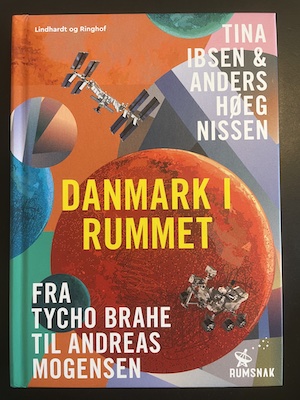 Lindhardt og Ringhof
TINA
IBSEN &
ANDERS
HØEG
NISSEN
DANMARK I
RUMMET
FRA
TYCHO BRAHE
TIL ANDREAS
MOGENSEN
RUMSNAK